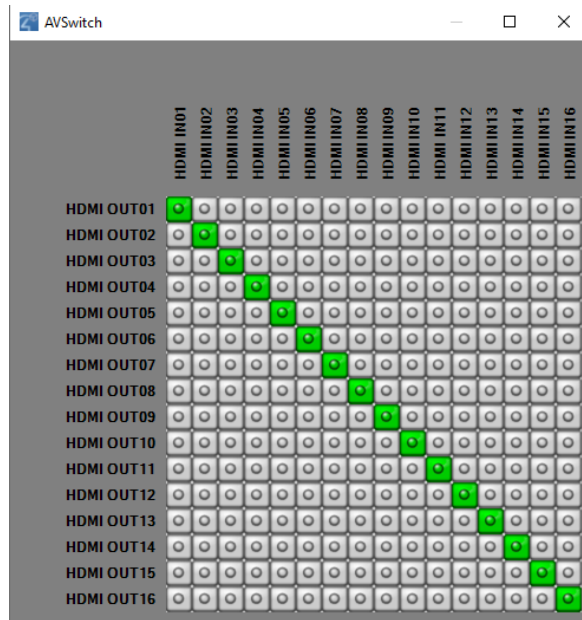 AVSwitch
HDMI IN01
HDMI IN02
HDMI IN03
HDMI IN04
HDMI IN05
HDMI IN06
HDMI IN07
HDMI IN08
HDMI IN09
HDMI IN10
HDMI IN11
HDMI IN12
HDMI IN13
HDMI IN14
HDMI IN15
HDMI IN16
HDMI OUT01
HDMI OUT02
HDMI OUT03
HDMI OUT04
HDMI OUT05
HDMI OUT06
HDMI OUT07
HDMI OUT08
HDMI OUT09
HDMI OUT10
HDMI OUT11
HDMI OUT12
HDMI OUT13
HDMI OUT14
HDMI OUT15
HDMI OUT16